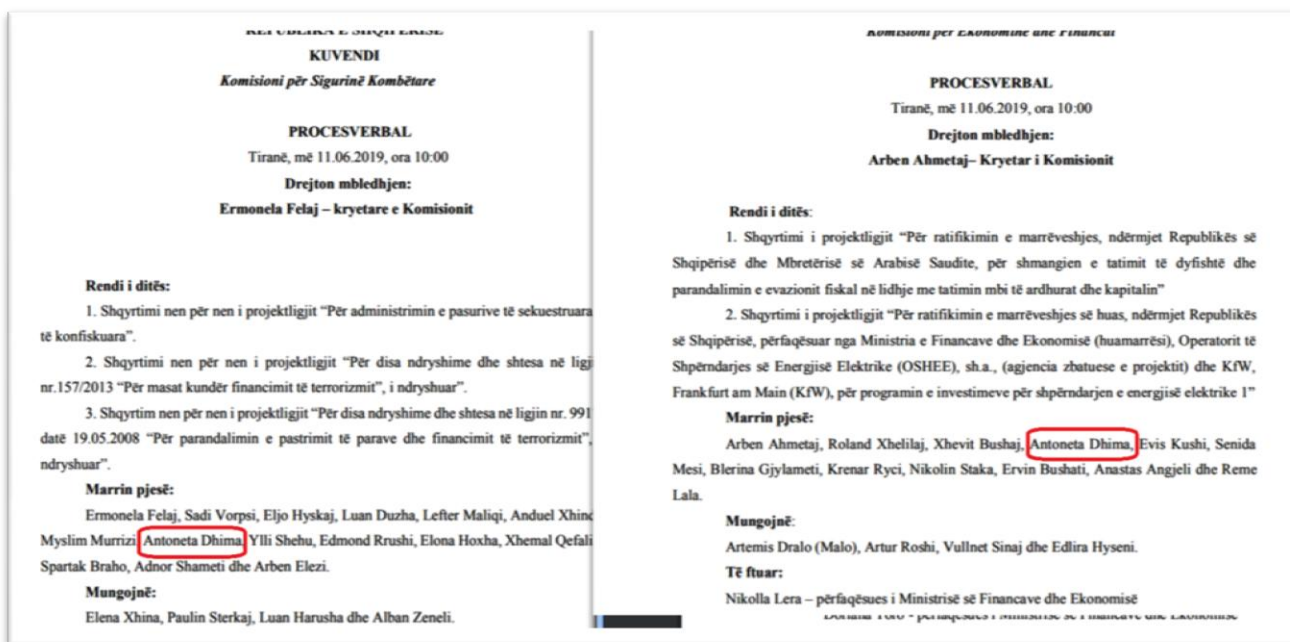 REPUBLIKA E SHQIPËRISË
KUVENDI
Komisioni për Sigurinë Kombëtare
PROCESVERBAL
Tiranë, më 11.06.2019, ora 10:00
Drejton mbledhjen:
Ermonela Felaj – kryetare e Komisionit
Rendi i ditës:
1. Shqyrtimi nen për nen i projektligjit “Për administrimin e pasurive të sekuestruara
të konfiskuara”.
2. Shqyrtimi nen për nen i projektligjit “Për disa ndryshime dhe shtesa në ligj
nr.157/2013 “Për masat kundër financimit të terrorizmit”, i ndryshuar”.
3. Shqyrtim nen për nen i projektligjit “Për disa ndryshime dhe shtesa në ligjin nr. 991
datë 19.05.2008 “Për parandalimin e pastrimit të parave dhe financimit të terrorizmit”,
ndryshuar”.
Marrin pjesë:
Ermonela Felaj, Sadi Vorpsi, Eljo Hyskaj, Luan Duzha, Lefter Maliqi, Anduel Xhind
Myslim Murrizi, Antoneta Dhima, Ylli Shehu, Edmond Rrushi, Elona Hoxha, Xhemal Qefali
Spartak Braho, Adnor Shameti dhe Arben Elezi.
Mungojnë:
Elena Xhina, Paulin Sterkaj, Luan Harusha dhe Alban Zeneli.
Komisioni për Ekonominë dhe Financat
PROCESVERBAL
Tiranë, më 11.06.2019, ora 10:00
Drejton mbledhjen:
Arben Ahmetaj– Kryetar i Komisionit
Rendi i ditës:
1. Shqyrtimi i projektligjit “Për ratifikimin e marrëveshjes, ndërmjet Republikës së
Shqipërisë dhe Mbretërisë së Arabisë Saudite, për shmangien e tatimit të dyfishtë dhe
parandalimin e evazionit fiskal në lidhje me tatimin mbi të ardhurat dhe kapitalin”
2. Shqyrtimi i projektligjit “Për ratifikimin e marrëveshjes së huas, ndërmjet Republikës
së Shqipërisë, përfaqësuar nga Ministria e Financave dhe Ekonomisë (huamarrësi), Operatorit të
Shpërndarjes së Energjisë Elektrike (OSHEE), sh.a., (agjencia zbatuese e projektit) dhe KfW,
Frankfurt am Main (KfW), për programin e investimeve për shpërndarjen e energjisë elektrike 1”
Marrin pjesë:
Arben Ahmetaj, Roland Xhelilaj, Xhevit Bushaj, Antoneta Dhima, Evis Kushi, Senida
Mesi, Blerina Gjylameti, Krenar Ryci, Nikolin Staka, Ervin Bushati, Anastas Angjeli dhe Reme
Lala.
Mungojnë:
Artemis Dralo (Malo), Artur Roshi, Vullnet Sinaj dhe Edlira Hyseni.
Të ftuar:
Nikolla Lera – përfaqësues i Ministrisë së Financave dhe Ekonomisë
përfaqësues i Ministrisë së Financave dhe Ekonomisë